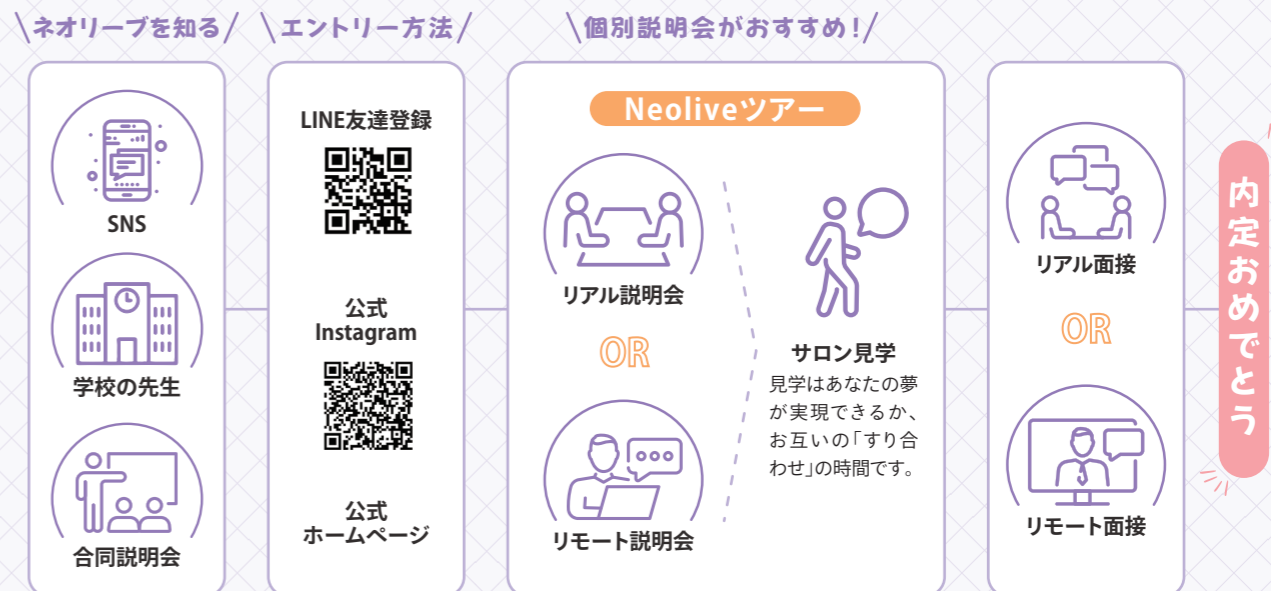 ネオリーブを知る
SNS
学校の先生
合同説明会
エントリー方法
LINE友達登録
公式
Instagram
公式
ホームページ
個別説明会がおすすめ!
Neoliveツアー
リアル説明会
OR
リモート説明会
サロン見学
見学はあなたの夢
が実現できるか、
お互いの「すり合
わせ」の時間です。
リアル面接
OR
リモート面接
内定おめでとう